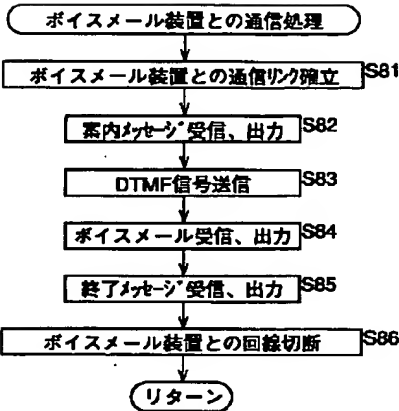 ボイスメール装置との通信処理
ボイスメール装置との通信リンク確立 S81
案内メッセージ受信、出力 S82
DTMF信号送信 S83
ボイスメール受信、出力 S84
終了メッセージ受信、出力 S85
ボイスメール装置との回線切断 S86
リターン